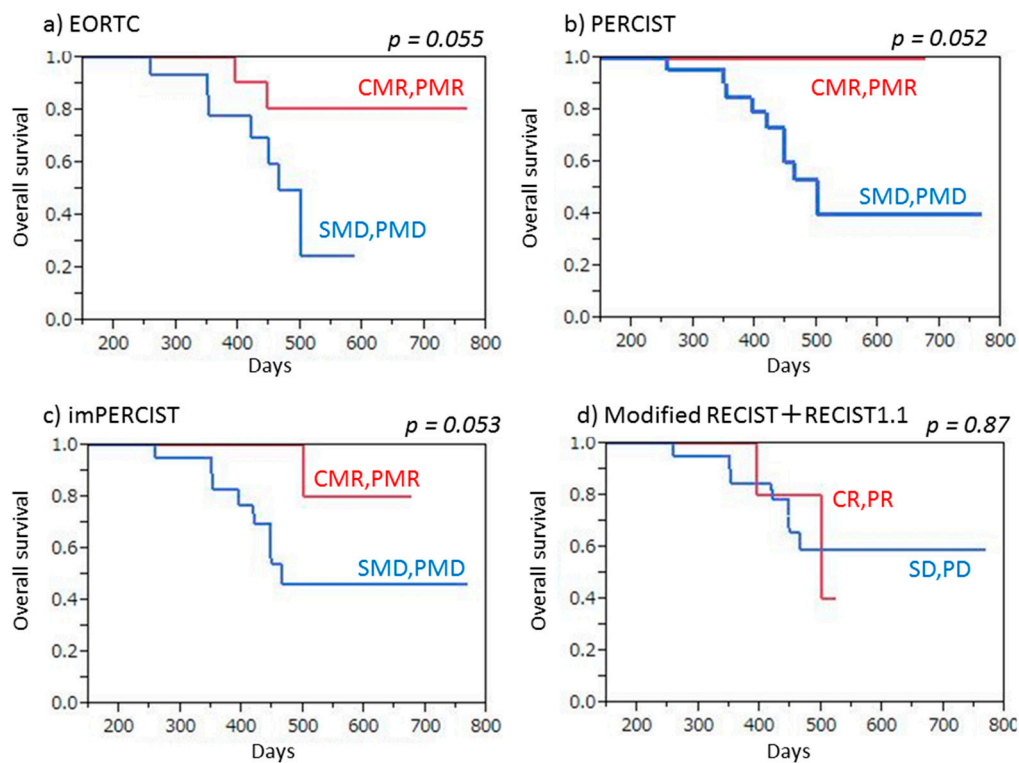 a) EORTC
p = 0.055
1.0
0.8
0.6
0.4
0.2
0.0
Overall survival
CMR,PMR
SMD,PMD
200 300 400 500 600 700 800
Days
b) PERCIST
p = 0.052
1.0
0.8
0.6
0.4
0.2
0.0
Overall survival
CMR,PMR
SMD,PMD
200 300 400 500 600 700 800
Days
c) imPERCIST
p = 0.053
1.0
0.8
0.6
0.4
0.2
0.0
Overall survival
CMR,PMR
SMD,PMD
200 300 400 500 600 700 800
Days
d) Modified RECIST+RECIST1.1
p = 0.87
1.0
0.8
0.6
0.4
0.2
0.0
Overall survival
CR,PR
SD,PD
200 300 400 500 600 700 800
Days